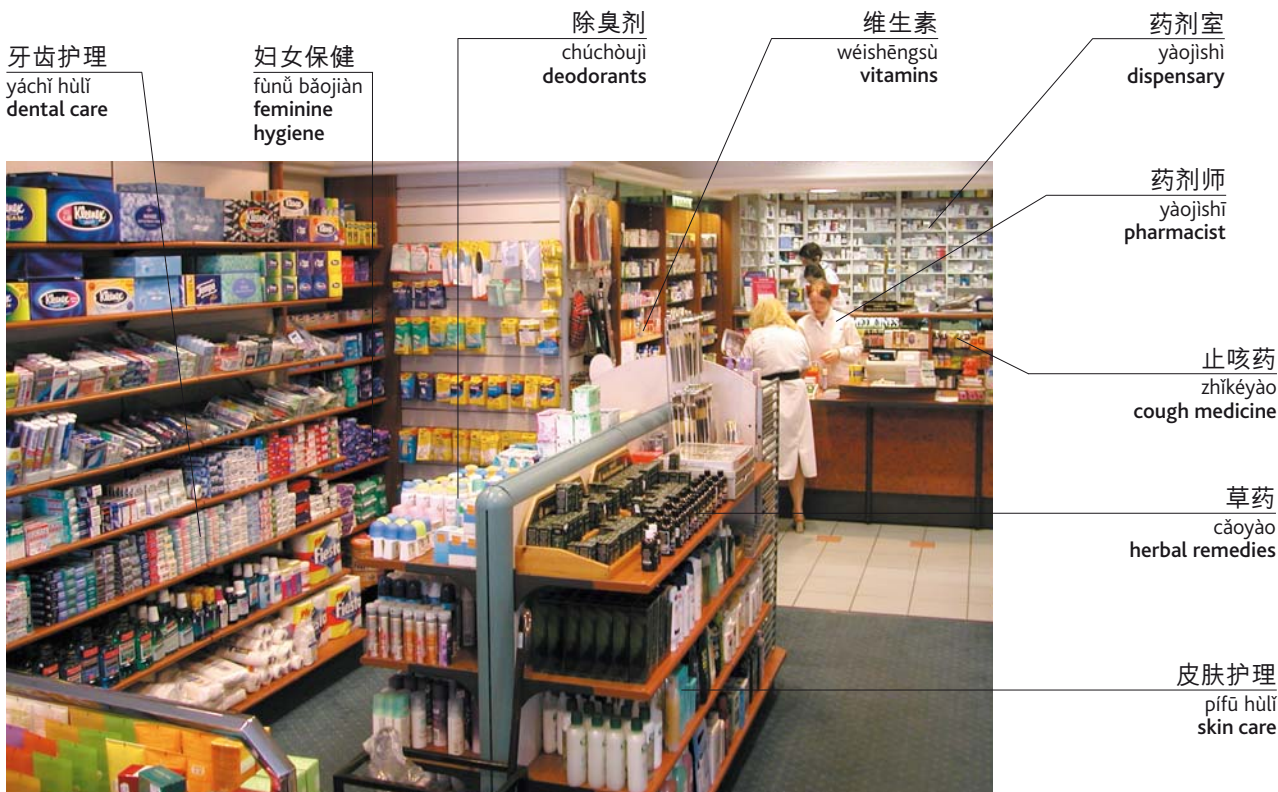 牙齿护理
yáchǐ hùlǐ
dental care
妇女保健
fùnǚ bǎojiàn
feminine
hygiene
除臭剂
chúchòujì
deodorants
维生素
wéishēngsù
vitamins
药剂室
yàojìshì
dispensary
药剂师
yàojìshī
pharmacist
止咳药
zhǐkéyào
cough medicine
草药
cǎoyào
herbal remedies
皮肤护理
pífū hùlǐ
skin care
Kleenex
Kleenex
Kleenex
Kleenex
Tempo
Fiesta
Fiesta